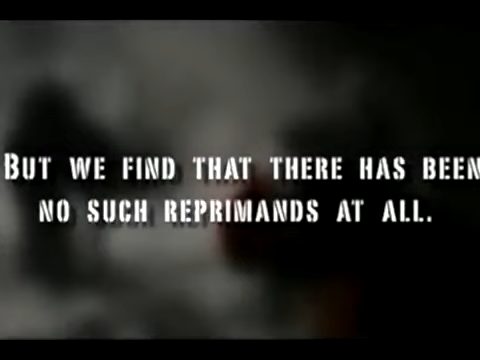 But we find that there has been
no such reprimands at all.